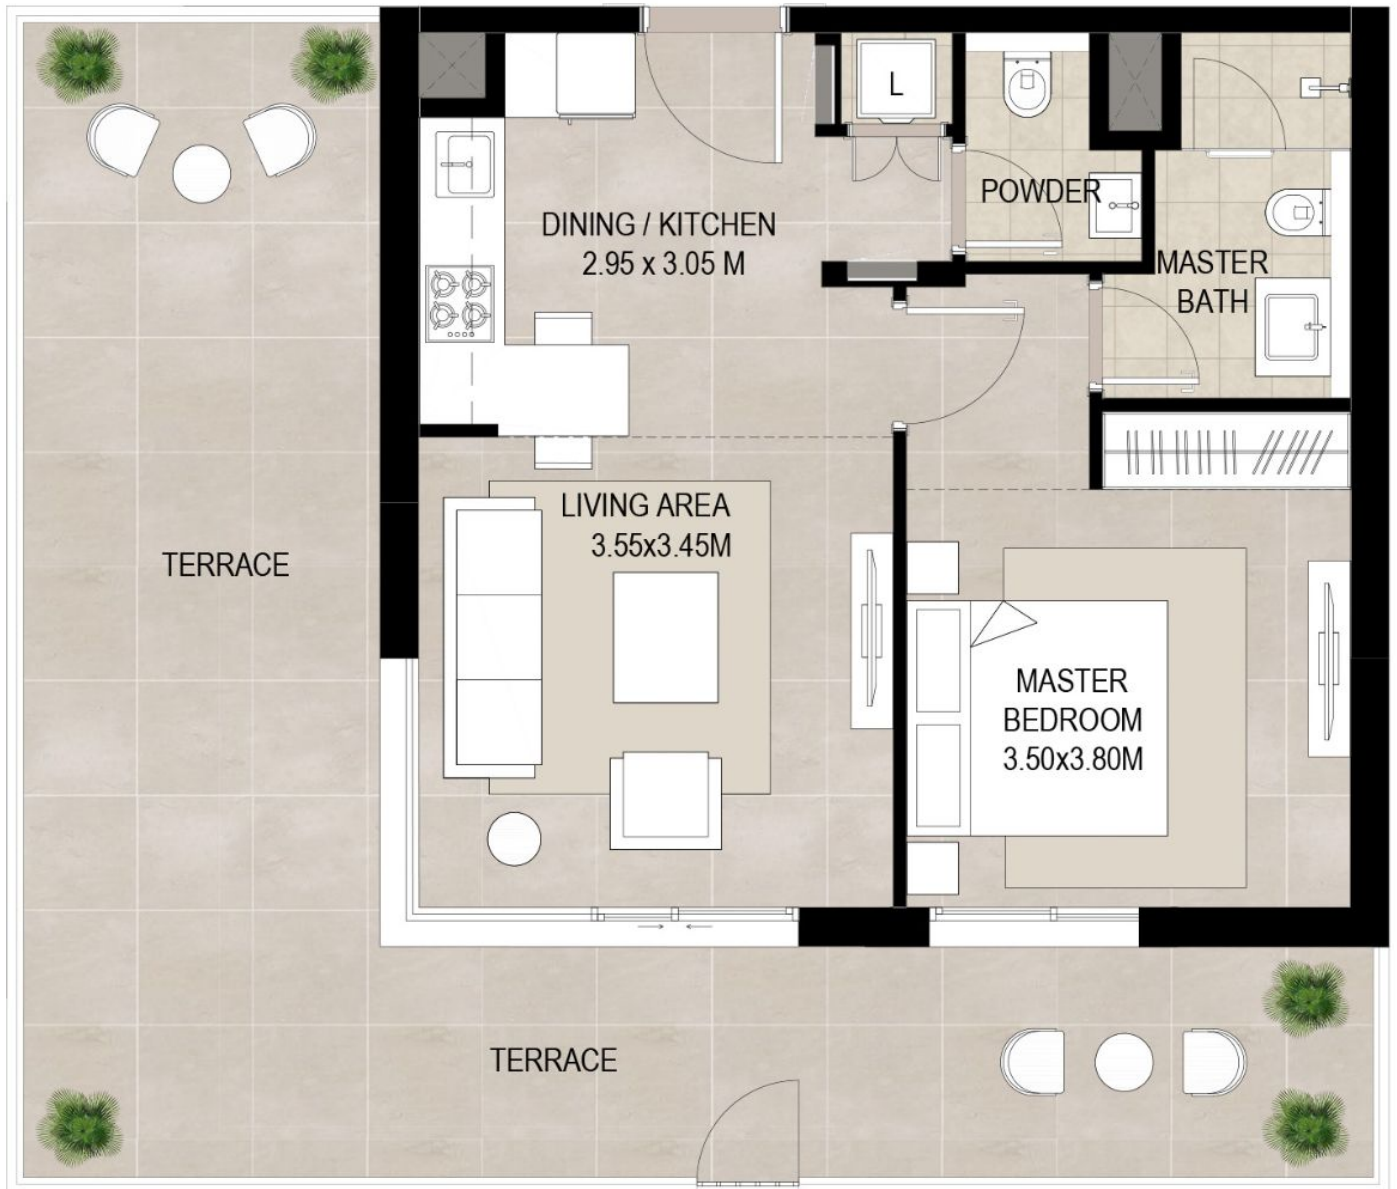 L
POWDER
DINING / KITCHEN
2.95 x 3.05 M
MASTER
BATH
LIVING AREA
3.55x3.45M
TERRACE
MASTER
BEDROOM
3.50x3.80M
TERRACE